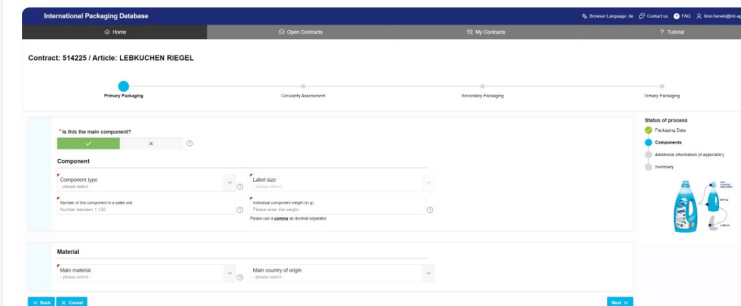 International Packaging Database
Browser Language: de Contact us FAQ
Home Open Contracts My Contracts Tutorial
Contract: 514225 / Article: LEBKUCHEN RIEGEL
Primary Packaging Constancy Assessment Secondary Packaging Tertiary Packaging
Status of process
Packaging Data
Components
Additional information (if applicable)
Summary
* Is this the main component?
Component
Component type Label size
- please select - - please select -
Number of this component in a sales unit Individual component weight (in g)
Number between 1-100 Please enter the weight
Please use a comma as decimal separator
Material
Main material Main country of origin
- please select - - please select -
Back Cancel Next